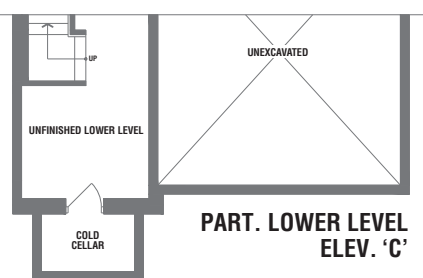 UP
UNEXCAVATED
UNFINISHED LOWER LEVEL
COLD
CELLAR
PART. LOWER LEVEL
ELEV. ‘C’